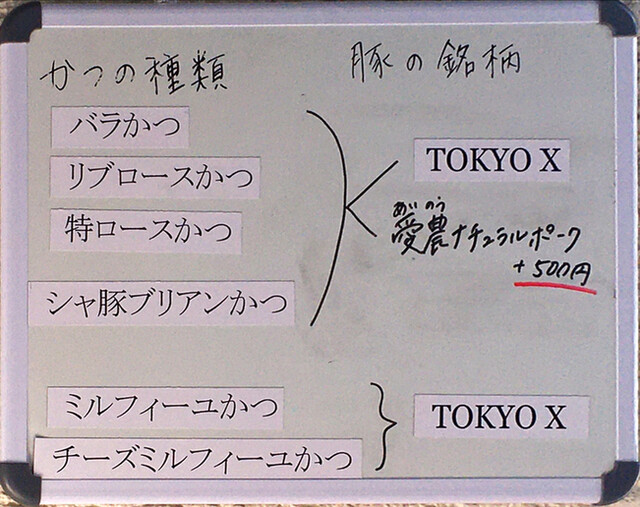 かつの種類
豚の銘柄
バラかつ
リブロースかつ
特ロースかつ
シャ豚ブリアンかつ
TOKYO X
あいのう
愛農ナチュラルポーク
+500円
ミルフィーユかつ
チーズミルフィーユかつ
TOKYO X